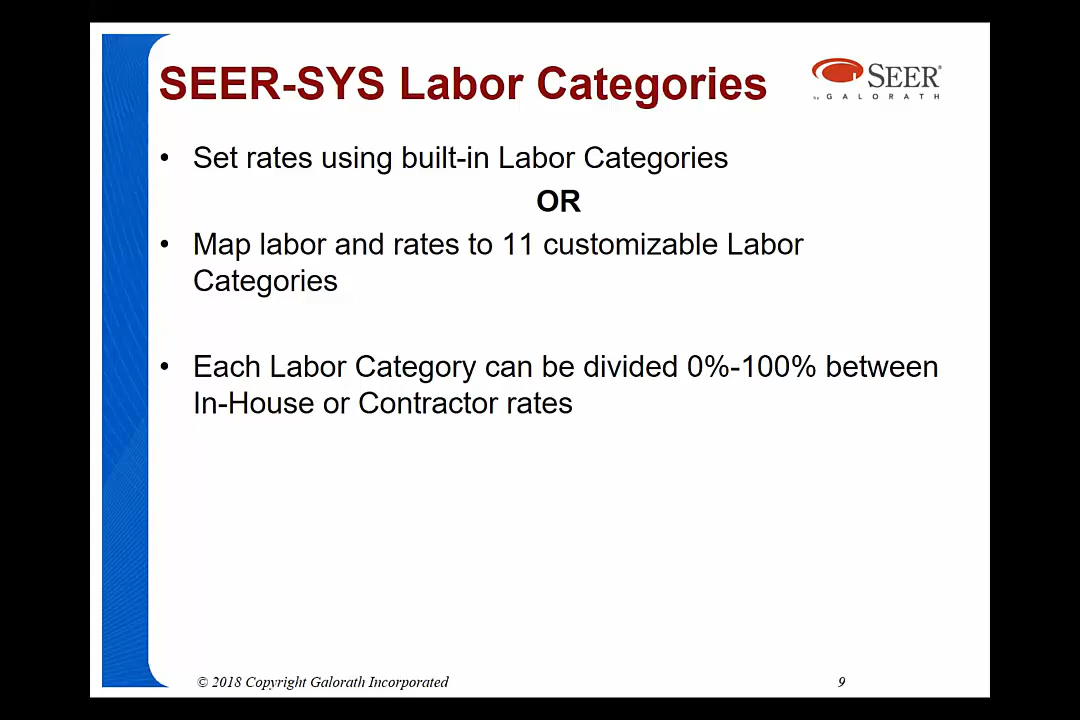 SEER-SYS Labor Categories
SEER®
by GALORATH
• Set rates using built-in Labor Categories
OR
• Map labor and rates to 11 customizable Labor
Categories
• Each Labor Category can be divided 0%-100% between
In-House or Contractor rates
© 2018 Copyright Galorath Incorporated
9